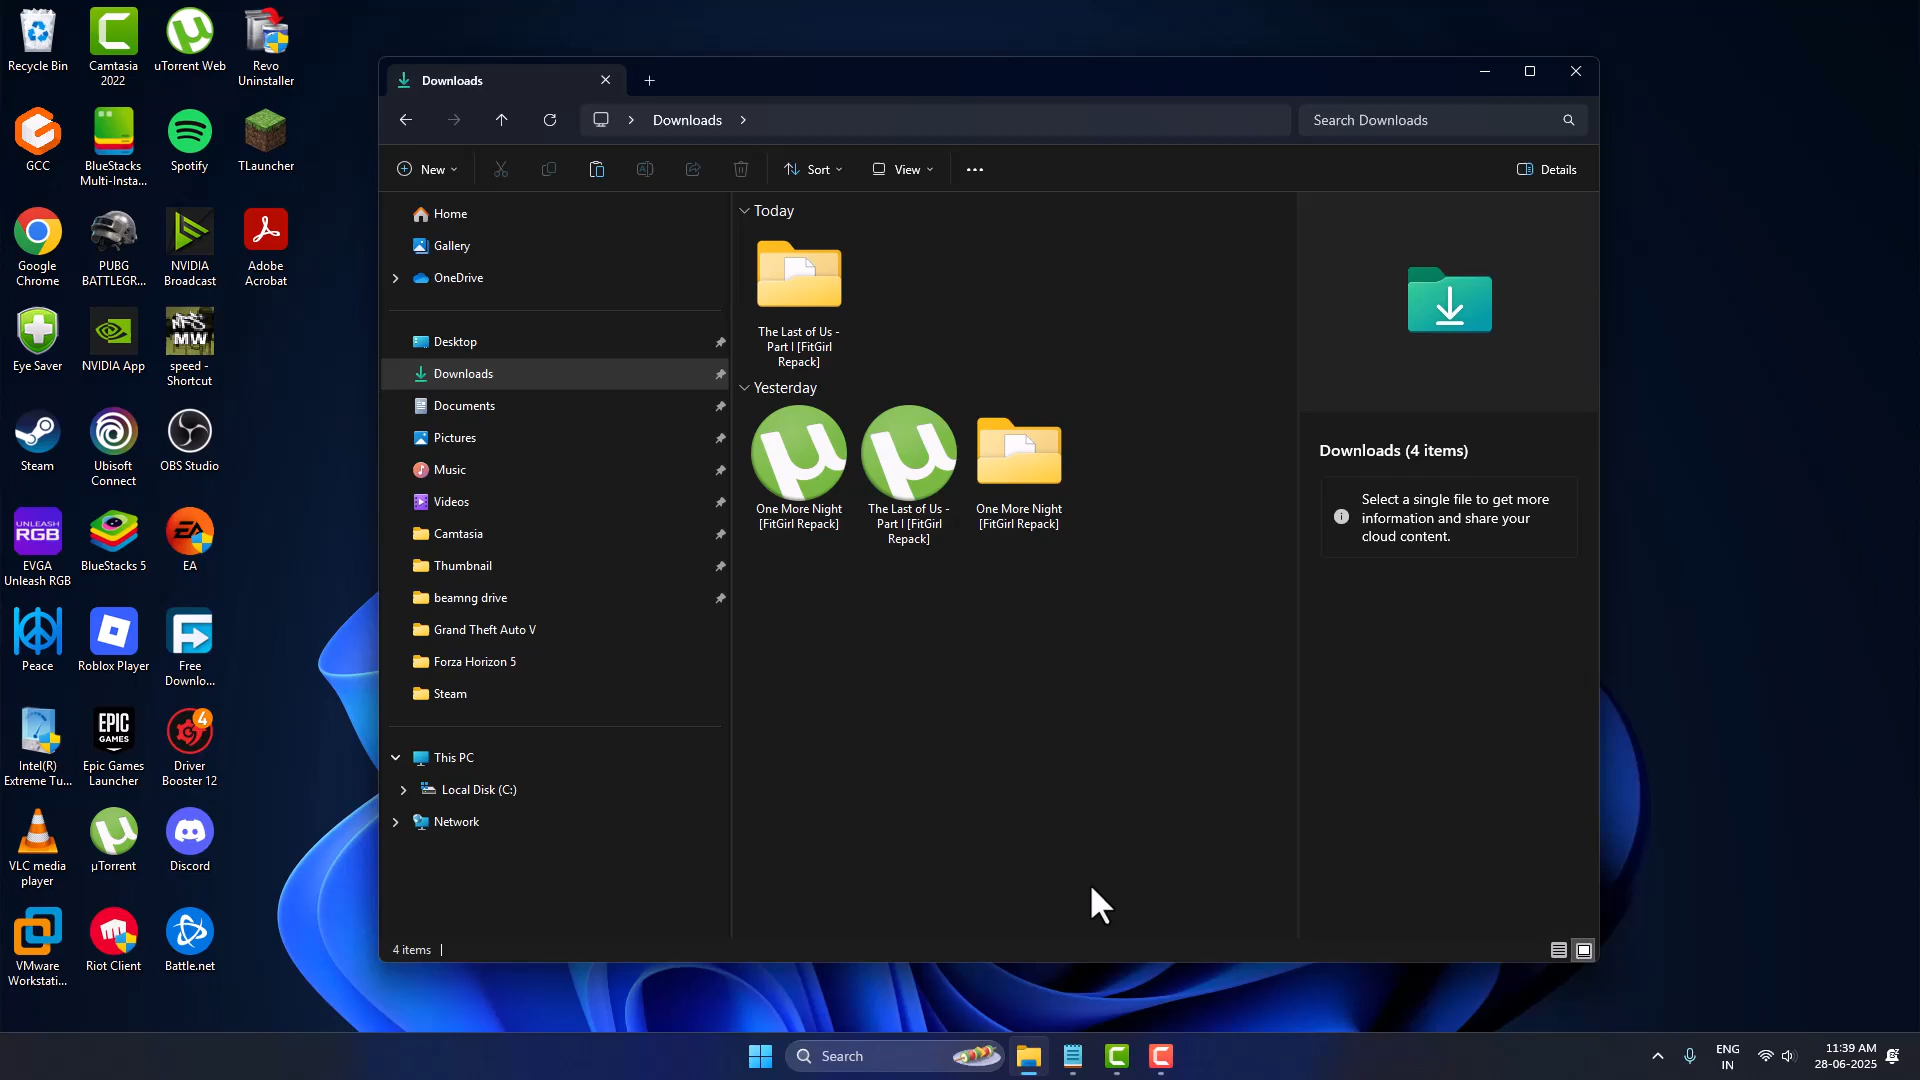 Recycle Bin
Camtasia
2022
uTorrent Web
Revo
Uninstaller
GCC
BlueStacks
Multi-Insta...
Spotify
TLauncher
Google
Chrome
PUBG
BATTLEGR...
NVIDIA
Broadcast
Adobe
Acrobat
Eye Saver
NVIDIA App
NFS
MW
speed -
Shortcut
Steam
Ubisoft
Connect
OBS Studio
UNLEASH
RGB
EVGA
Unleash RGB
BlueStacks 5
EA
Peace
Roblox Player
Free
Downlo...
Intel(R)
Extreme Tu...
EPIC
GAMES
Epic Games
Launcher
4
Driver
Booster 12
VLC media
player
µTorrent
Discord
VMware
Workstati...
Riot Client
Battle.net
Downloads
Downloads
Search Downloads
New
Sort
View
Details
Home
Gallery
OneDrive
Desktop
Downloads
Documents
Pictures
Music
Videos
Camtasia
Thumbnail
beamng drive
Grand Theft Auto V
Forza Horizon 5
Steam
This PC
Local Disk (C:)
Network
Today
The Last of Us -
Part I [FitGirl
Repack]
Yesterday
One More Night
[FitGirl Repack]
The Last of Us -
Part I [FitGirl
Repack]
One More Night
[FitGirl Repack]
Downloads (4 items)
Select a single file to get more
information and share your
cloud content.
4 items
Search
ENG
IN
11:39 AM
28-06-2025